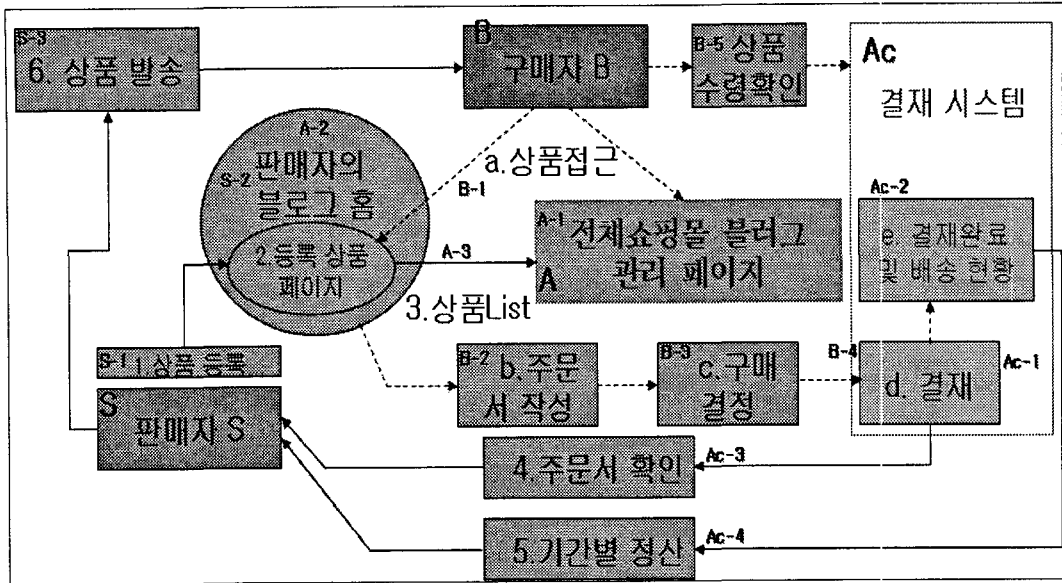 S-3
6. 상품 발송
B
구매자 B
B-5 상품
수령확인
Ac
결재 시스템
A-2
S-2 판매자의
블로그 홈
2.등록 상품
페이지
a.상품접근
B-1
A-3
A-1
전체쇼핑몰 블러그
A
관리 페이지
3.상품List
Ac-2
e 결재완료
및 배송 현황
S-1
1.상품 등록
S
판매자 S
B-2
b.주문
서 작성
B-3
c.구매
결정
B-4
Ac-1
d. 결재
4.주문서 확인
Ac-3
5.기간별 정산
Ac-4